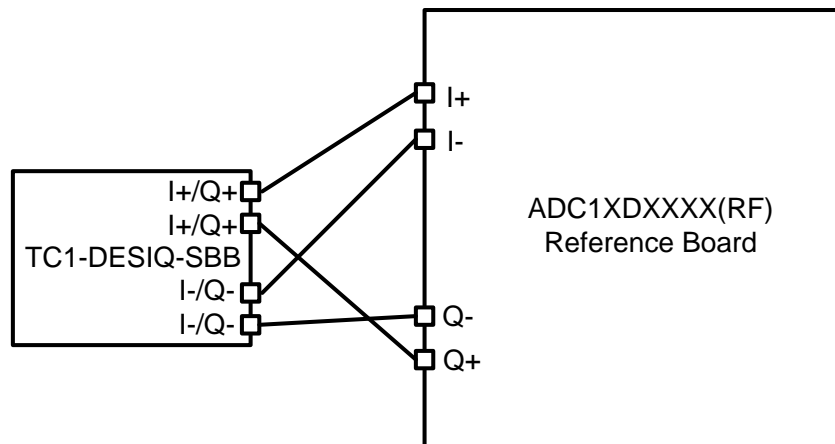 I+/Q+
I+/Q+
TC1-DESIQ-SBB
I-/Q-
I-/Q-
I+
I-
Q-
Q+
ADC1XDXXXX(RF)
Reference Board